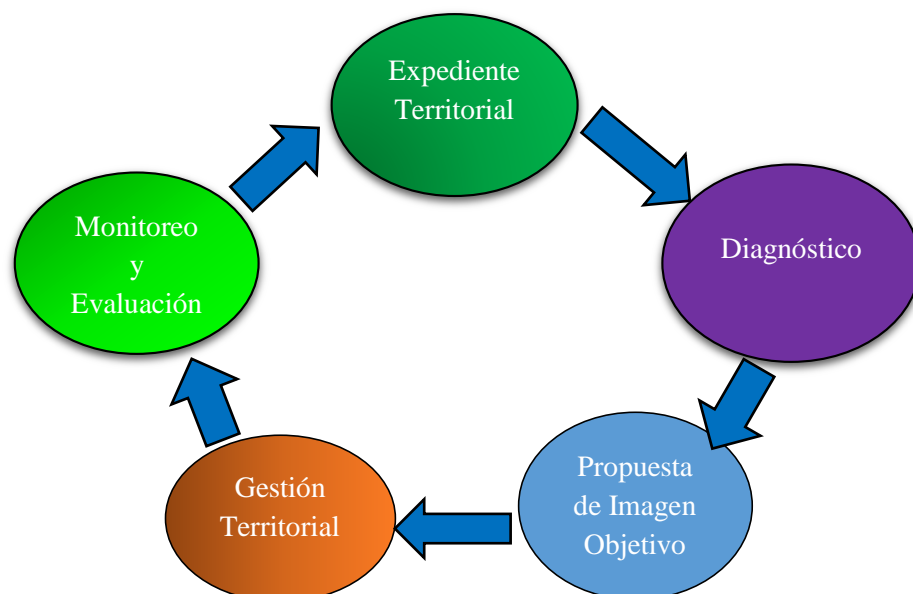 Expediente
Territorial
Diagnóstico
Propuesta
de Imagen
Objetivo
Gestión
Territorial
Monitoreo
y
Evaluación